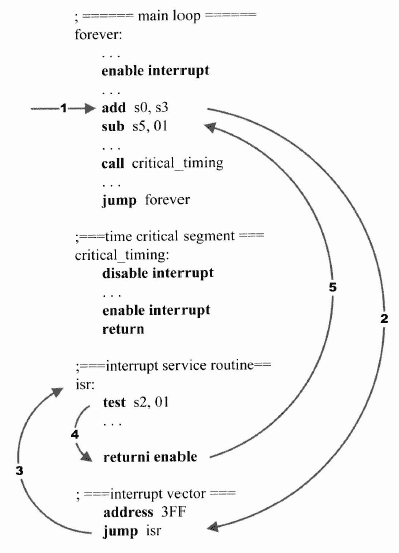 ; ====== main loop ======
forever:
. . .
enable interrupt
. . .
1 add s0, s3
sub s5, 01
. . .
call critical_timing
. . .
jump forever
;===time critical segment ===
critical_timing:
disable interrupt
5
. . .
2
enable interrupt
return
;===interrupt service routine==
isr:
test s2, 01
4 . . .
3 returni enable
; ===interrupt vector ===
address 3FF
jump isr